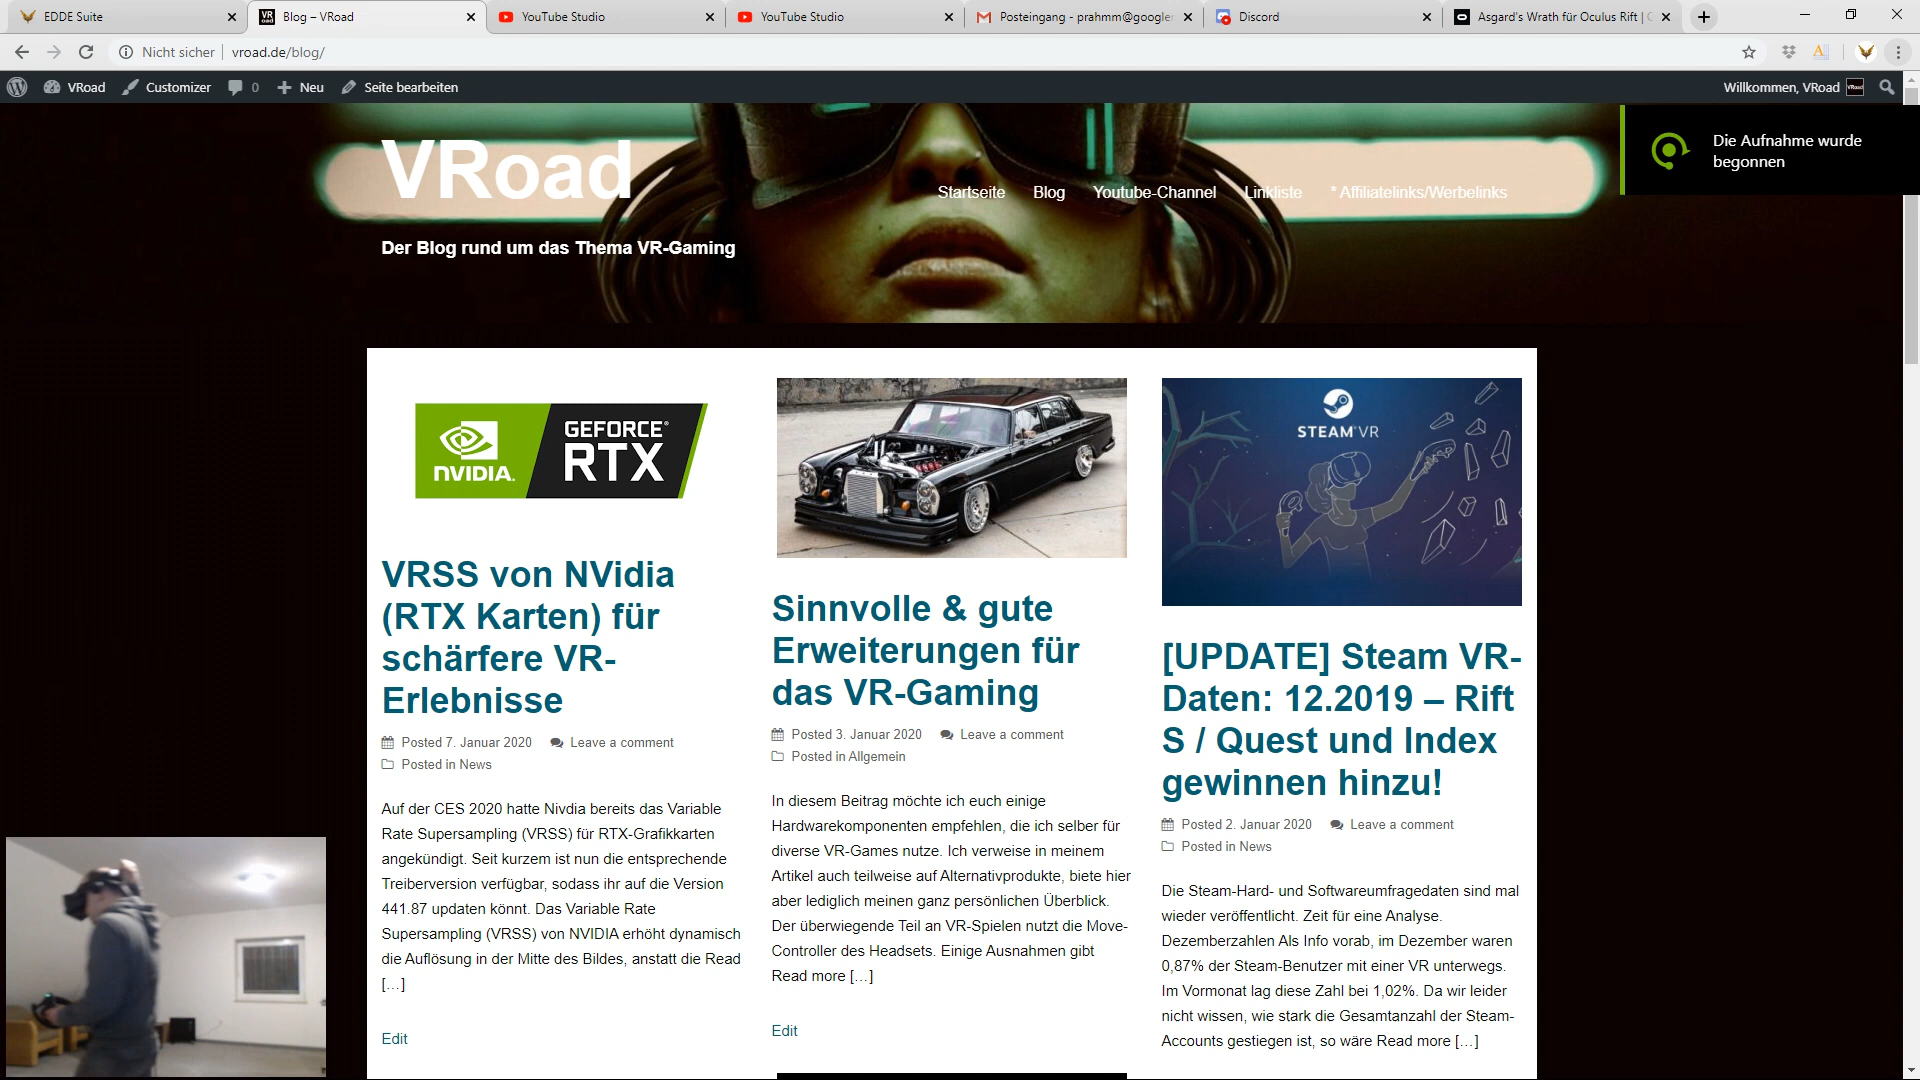 EDDE Suite
Blog – VRoad
YouTube Studio
YouTube Studio
Posteingang - prahmm@google
Discord
Asgard's Wrath für Oculus Rift |
Nicht sicher
vroad.de/blog/
VRoad
Customizer
0
Neu
Seite bearbeiten
Willkommen, VRoad
Die Aufnahme wurde
begonnen
VRoad
Startseite
Blog
Youtube-Channel
Linkliste
* Affiliatelinks/Werbelinks
Der Blog rund um das Thema VR-Gaming
NVIDIA.
GEFORCE®
RTX
VRSS von NVidia
(RTX Karten) für
schärfere VR-
Erlebnisse
Posted 7. Januar 2020
Leave a comment
Posted in News
Auf der CES 2020 hatte Nivdia bereits das Variable
Rate Supersampling (VRSS) für RTX-Grafikkarten
angekündigt. Seit kurzem ist nun die entsprechende
Treiberversion verfügbar, sodass ihr auf die Version
441.87 updaten könnt. Das Variable Rate
Supersampling (VRSS) von NVIDIA erhöht dynamisch
die Auflösung in der Mitte des Bildes, anstatt die Read
[…]
Edit
Sinnvolle & gute
Erweiterungen für
das VR-Gaming
Posted 3. Januar 2020
Leave a comment
Posted in Allgemein
In diesem Beitrag möchte ich euch einige
Hardwarekomponenten empfehlen, die ich selber für
diverse VR-Games nutze. Ich verweise in meinem
Artikel auch teilweise auf Alternativprodukte, biete hier
aber lediglich meinen ganz persönlichen Überblick.
Der überwiegende Teil an VR-Spielen nutzt die Move-
Controller des Headsets. Einige Ausnahmen gibt
Read more […]
Edit
STEAM®VR
[UPDATE] Steam VR-
Daten: 12.2019 – Rift
S / Quest und Index
gewinnen hinzu!
Posted 2. Januar 2020
Leave a comment
Posted in News
Die Steam-Hard- und Softwareumfragedaten sind mal
wieder veröffentlicht. Zeit für eine Analyse.
Dezemberzahlen Als Info vorab, im Dezember waren
0,87% der Steam-Benutzer mit einer VR unterwegs.
Im Vormonat lag diese Zahl bei 1,02%. Da wir leider
nicht wissen, wie stark die Gesamtanzahl der Steam-
Accounts gestiegen ist, so wäre Read more […]